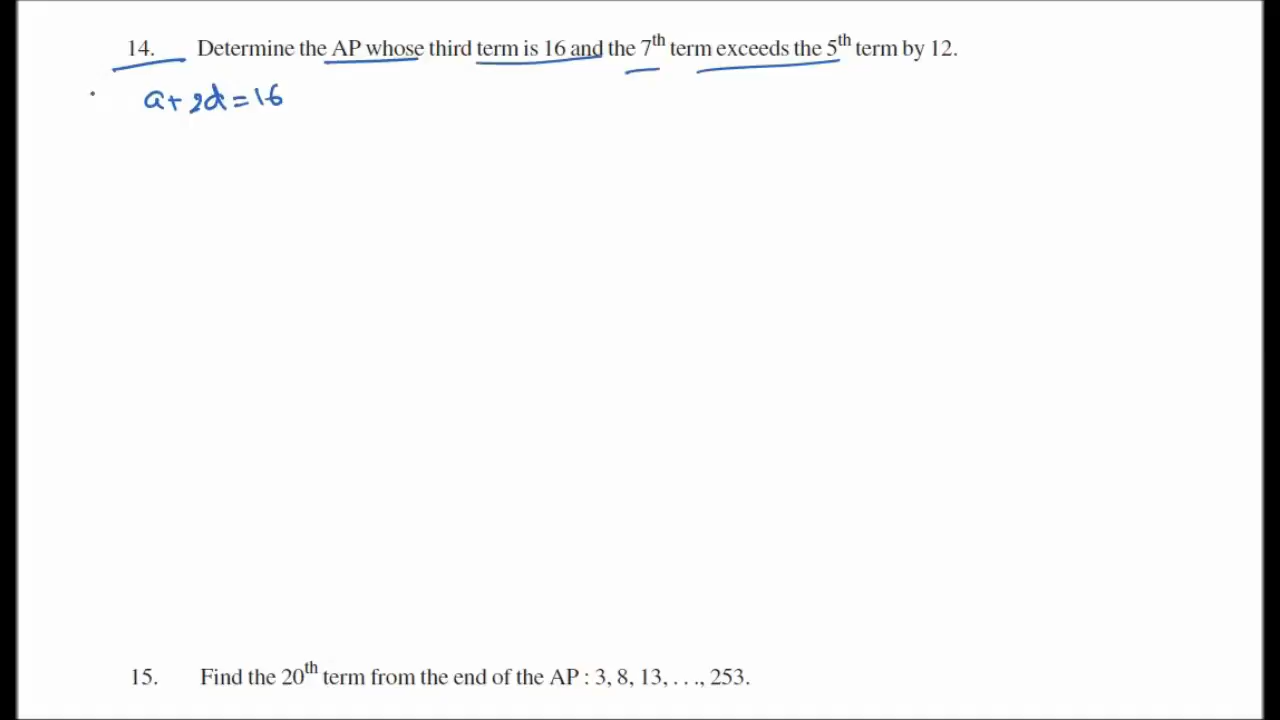 14. Determine the AP whose third term is 16 and the 7th term exceeds the 5th term by 12.
a+2d=16
15. Find the 20th term from the end of the AP : 3, 8, 13, . . ., 253.